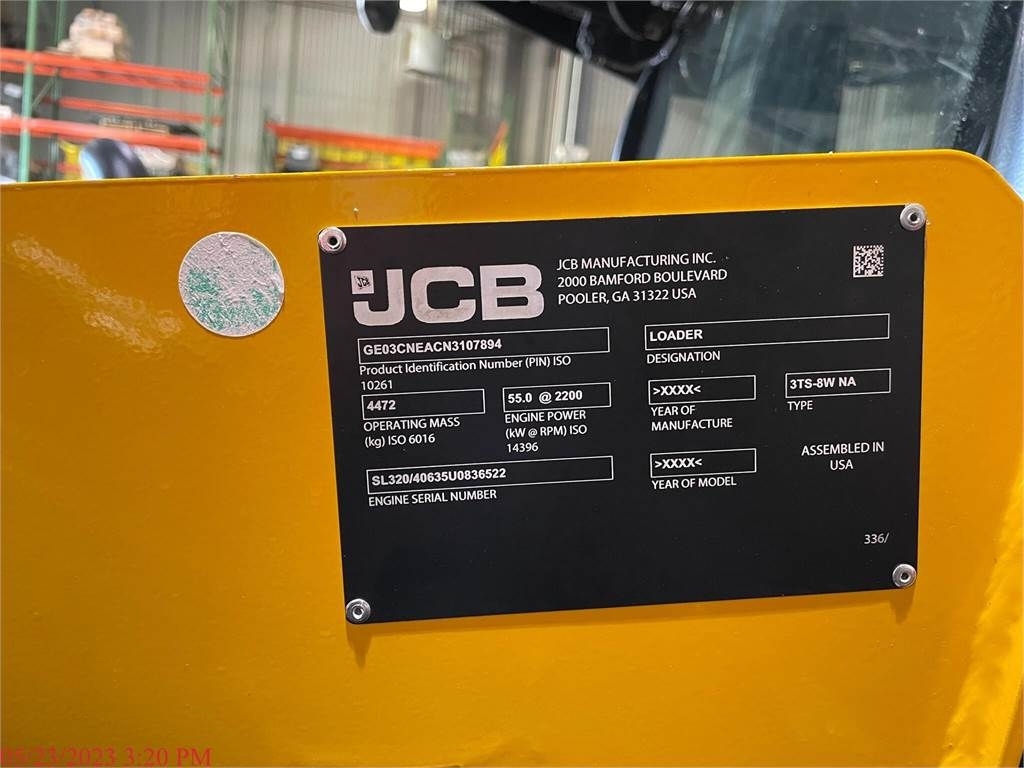 JCB
JCB MANUFACTURING INC.
2000 BAMFORD BOULEVARD
POOLER, GA 31322 USA
GE03CNEACN3107894
Product Identification Number (PIN) ISO
10261
LOADER
DESIGNATION
4472
OPERATING MASS
(kg) ISO 6016
55.0 @ 2200
ENGINE POWER
(kW @ RPM) ISO
14396
>XXXX<
YEAR OF
MANUFACTURE
3TS-8W NA
TYPE
SL320/40635U0836522
ENGINE SERIAL NUMBER
>XXXX<
YEAR OF MODEL
ASSEMBLED IN
USA
336/
05/23/2023 3:20 PM